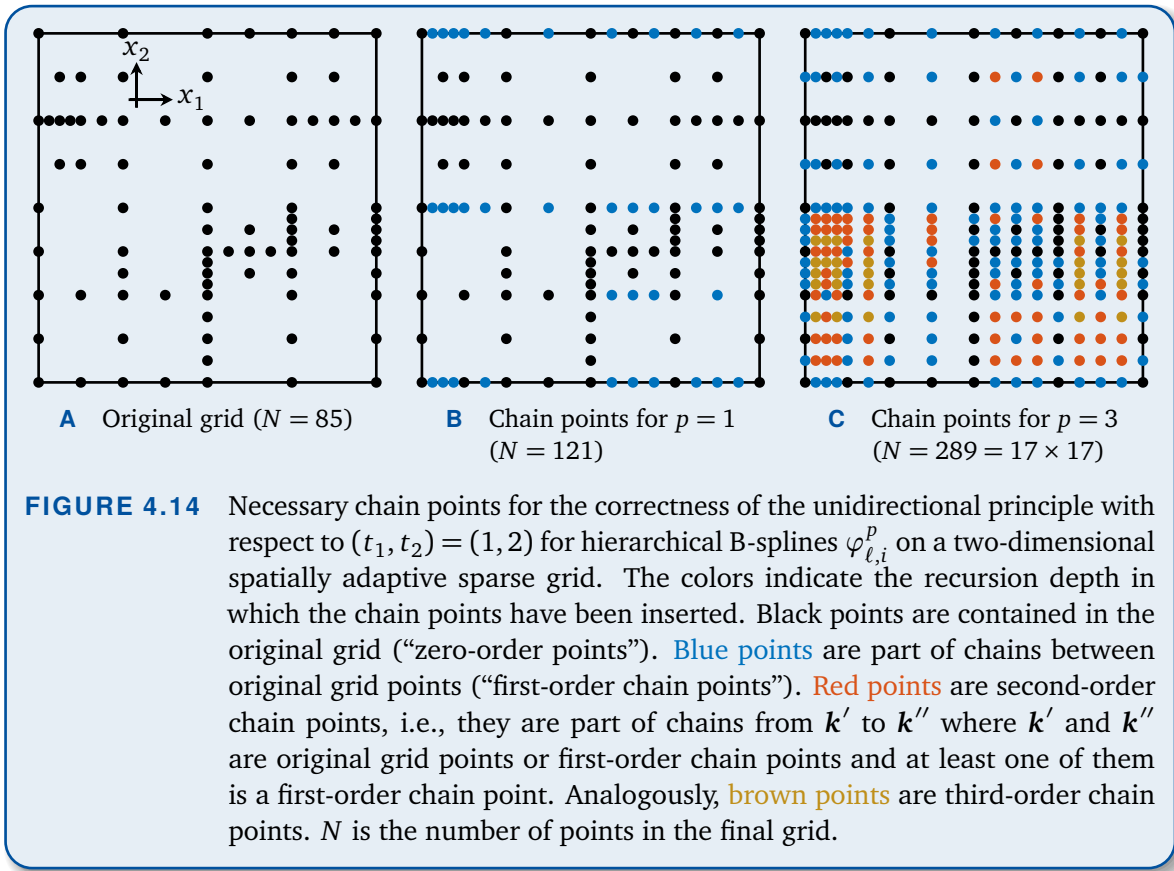 x₂
x₁
A Original grid (N = 85)
B Chain points for p = 1
(N = 121)
C Chain points for p = 3
(N = 289 = 17 × 17)
FIGURE 4.14 Necessary chain points for the correctness of the unidirectional principle with
respect to (t₁, t₂) = (1, 2) for hierarchical B-splines φ^p_{ℓ,i} on a two-dimensional
spatially adaptive sparse grid. The colors indicate the recursion depth in
which the chain points have been inserted. Black points are contained in the
original grid (“zero-order points”). Blue points are part of chains between
original grid points (“first-order chain points”). Red points are second-order
chain points, i.e., they are part of chains from k′ to k″ where k′ and k″
are original grid points or first-order chain points and at least one of them
is a first-order chain point. Analogously, brown points are third-order chain
points. N is the number of points in the final grid.